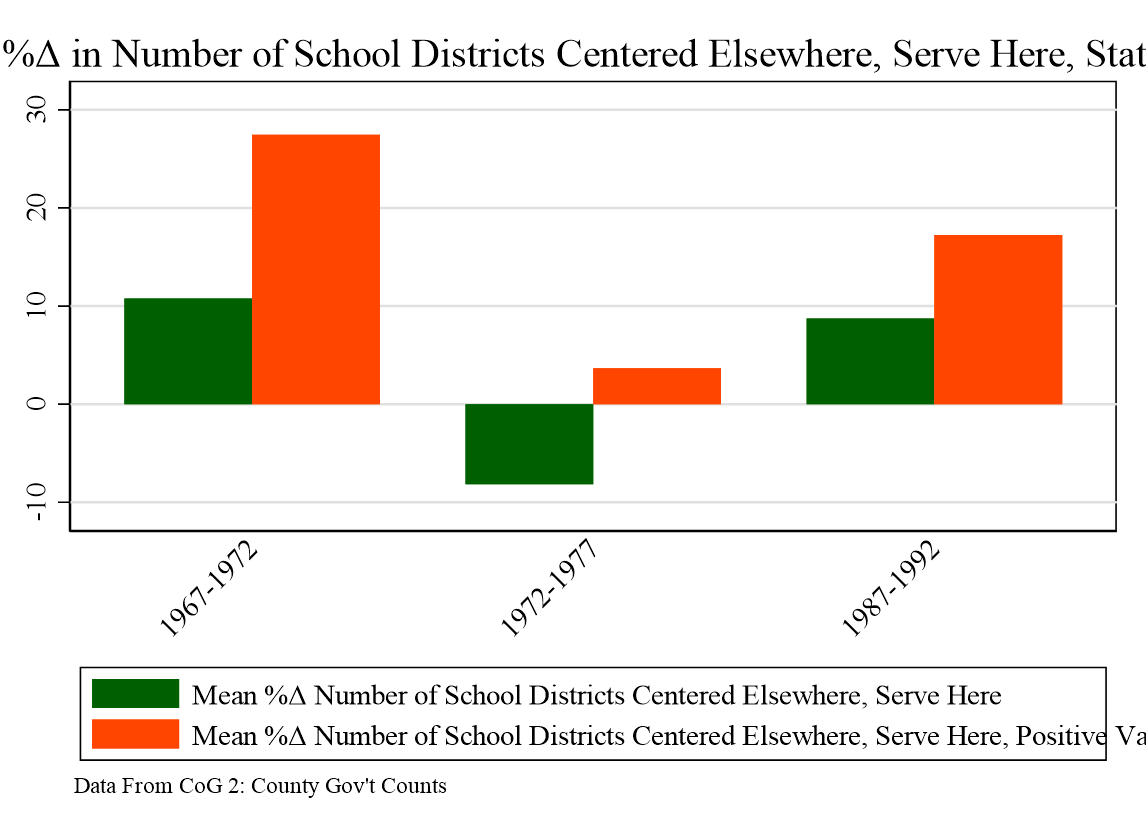 %Δ in Number of School Districts Centered Elsewhere, Serve Here, Stat
30
20
10
0
-10
1967-1972
1972-1977
1987-1992
Mean %Δ Number of School Districts Centered Elsewhere, Serve Here
Mean %Δ Number of School Districts Centered Elsewhere, Serve Here, Positive Va
Data From CoG 2: County Gov't Counts